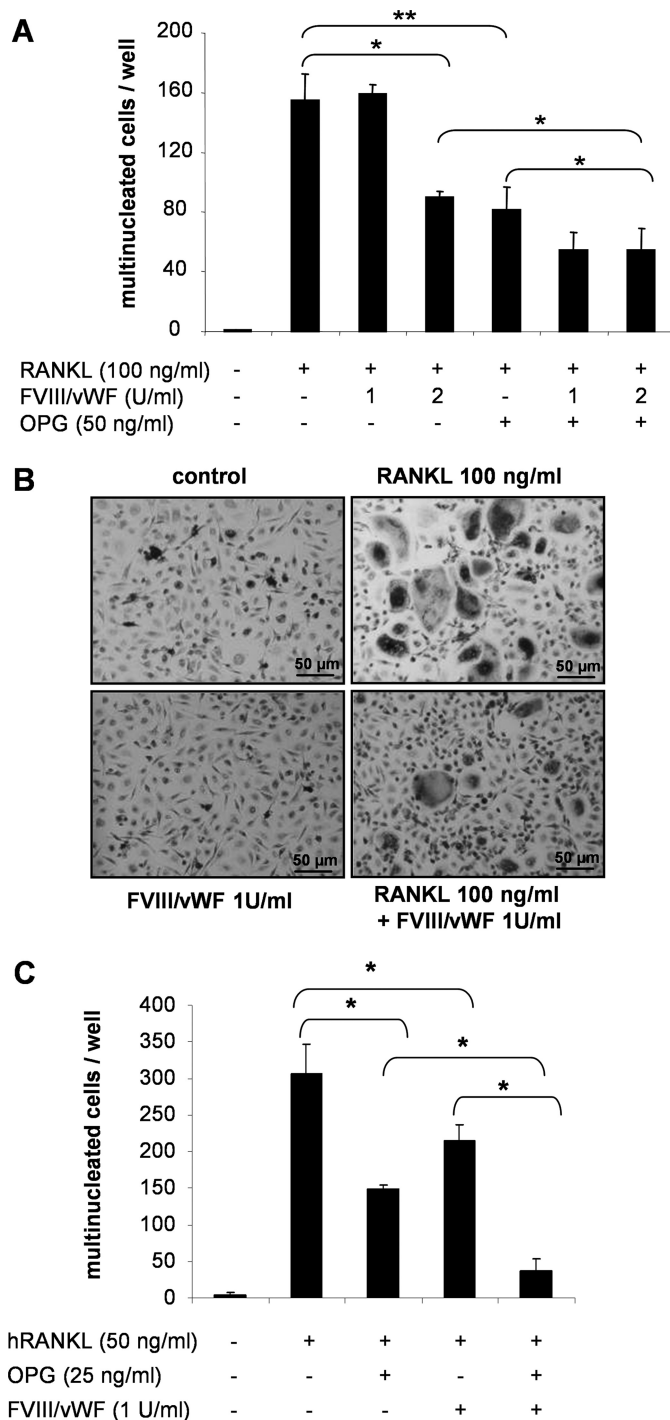 A
multinucleated cells / well
200
160
120
80
40
0
**
*
*
*
RANKL (100 ng/ml) - + + + + + +
FVIII/vWF (U/ml) - - 1 2 - 1 2
OPG (50 ng/ml) - - - - + + +
B
control RANKL 100 ng/ml
50 µm 50 µm
50 µm 50 µm
FVIII/vWF 1U/ml RANKL 100 ng/ml
+ FVIII/vWF 1U/ml
C
multinucleated cells / well
400
350
300
250
200
150
100
50
0
*
*
*
*
hRANKL (50 ng/ml) - + + + +
OPG (25 ng/ml) - - + - +
FVIII/vWF (1 U/ml) - - - + +